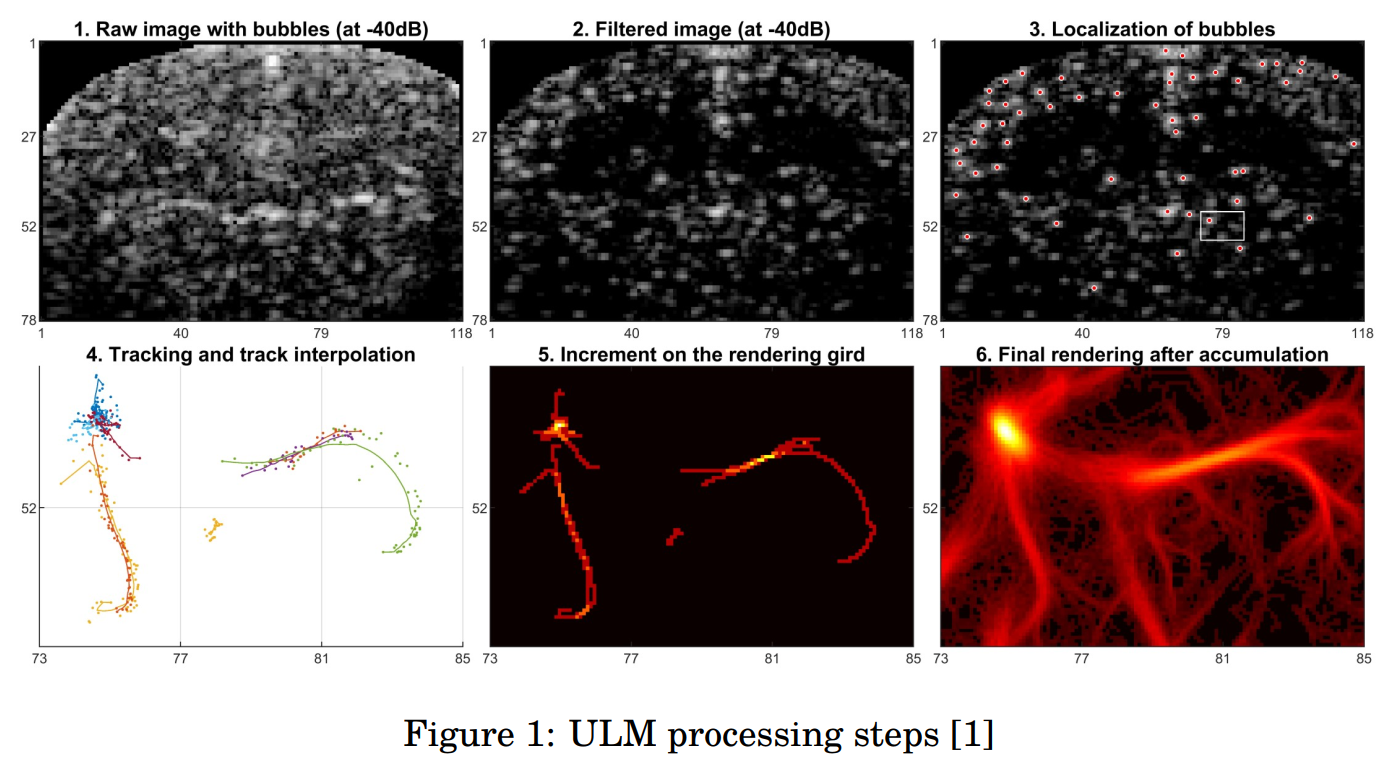 1. Raw image with bubbles (at -40dB)
2. Filtered image (at -40dB)
3. Localization of bubbles
1
27
52
78
1 40 79 118
1
27
52
78
1 40 79 118
1
27
52
78
1 40 79 118
4. Tracking and track interpolation
5. Increment on the rendering gird
6. Final rendering after accumulation
52
73 77 81 85
52
73 77 81 85
52
73 77 81 85
Figure 1: ULM processing steps [1]